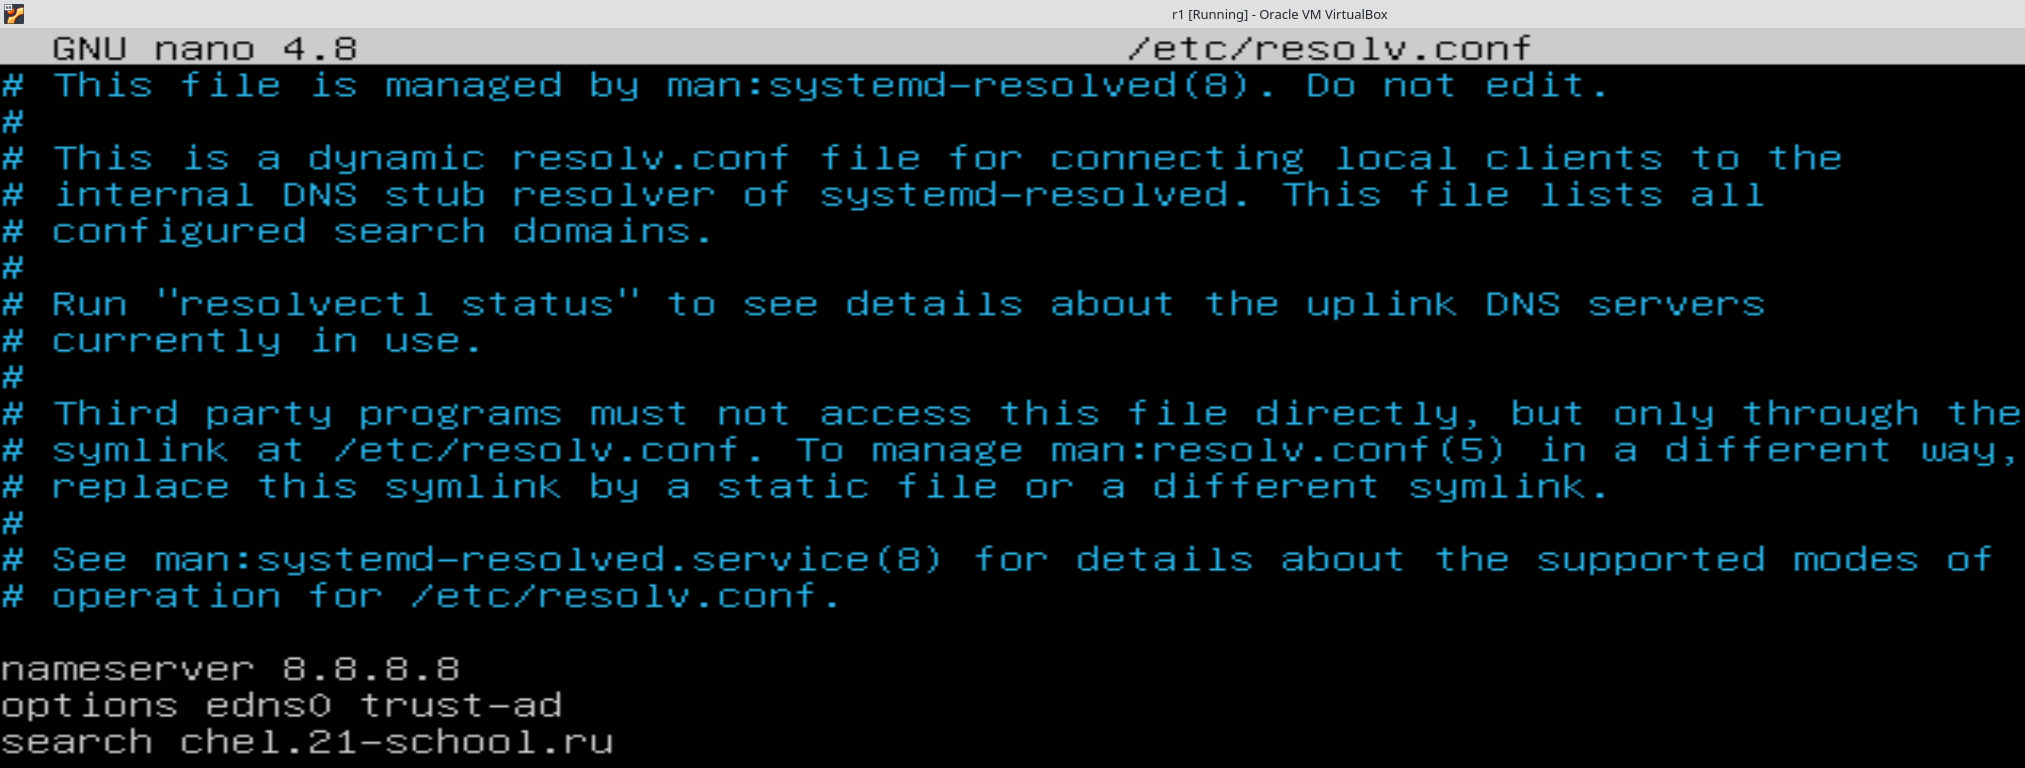 r1 [Running] - Oracle VM VirtualBox
GNU nano 4.8 /etc/resolv.conf
# This file is managed by man:systemd-resolved(8). Do not edit.
#
# This is a dynamic resolv.conf file for connecting local clients to the
# internal DNS stub resolver of systemd-resolved. This file lists all
# configured search domains.
#
# Run "resolvectl status" to see details about the uplink DNS servers
# currently in use.
#
# Third party programs must not access this file directly, but only through the
# symlink at /etc/resolv.conf. To manage man:resolv.conf(5) in a different way,
# replace this symlink by a static file or a different symlink.
#
# See man:systemd-resolved.service(8) for details about the supported modes of
# operation for /etc/resolv.conf.
nameserver 8.8.8.8
options edns0 trust-ad
search chel.21-school.ru